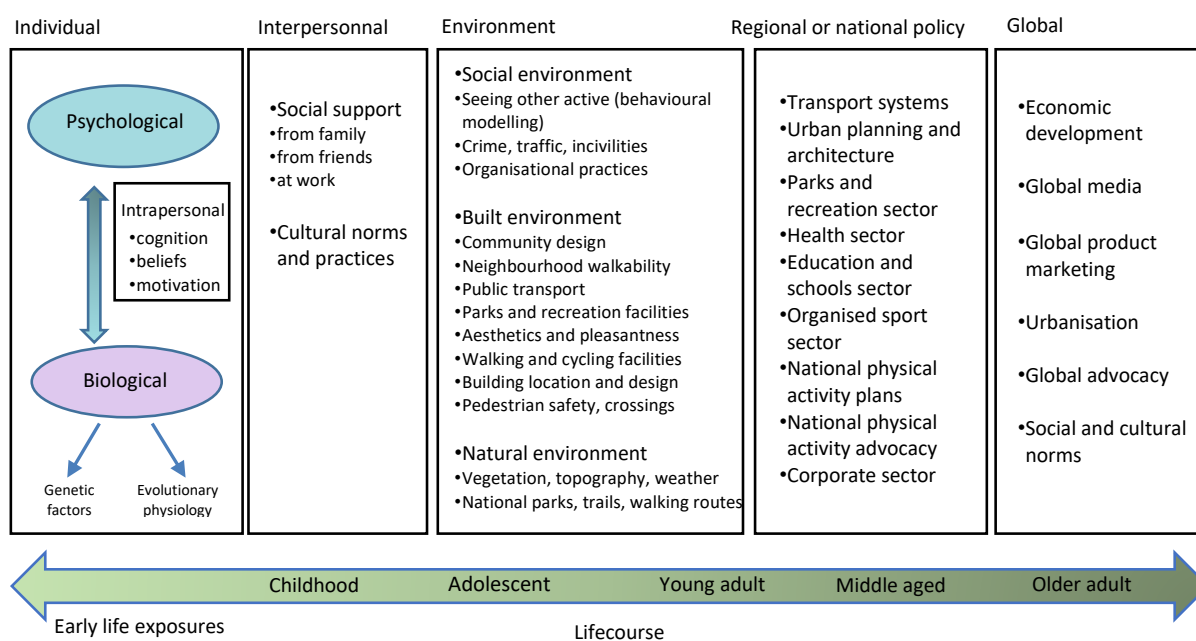 Individual
Interpersonnal
Environment
Regional or national policy
Global
Psychological
Intrapersonal
•cognition
•beliefs
•motivation
Biological
Genetic
factors
Evolutionary
physiology
•Social support
•from family
•from friends
•at work
•Cultural norms
and practices
•Social environment
•Seeing other active (behavioural
modelling)
•Crime, traffic, incivilities
•Organisational practices
•Built environment
•Community design
•Neighbourhood walkability
•Public transport
•Parks and recreation facilities
•Aesthetics and pleasantness
•Walking and cycling facilities
•Building location and design
•Pedestrian safety, crossings
•Natural environment
•Vegetation, topography, weather
•National parks, trails, walking routes
•Transport systems
•Urban planning and
architecture
•Parks and
recreation sector
•Health sector
•Education and
schools sector
•Organised sport
sector
•National physical
activity plans
•National physical
activity advocacy
•Corporate sector
•Economic
development
•Global media
•Global product
marketing
•Urbanisation
•Global advocacy
•Social and cultural
norms
Childhood
Adolescent
Young adult
Middle aged
Older adult
Early life exposures
Lifecourse